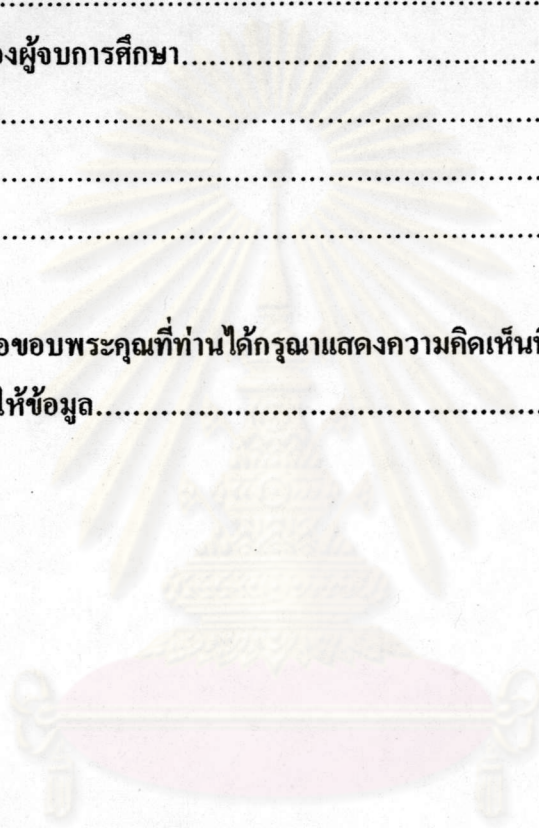 ....................................................................
องผู้จบการศึกษา.............................................
....................................................................
....................................................................
....................................................................
อขอบพระคุณที่ท่านได้กรุณาแสดงความคิดเห็น
ให้ข้อมูล.........................................................